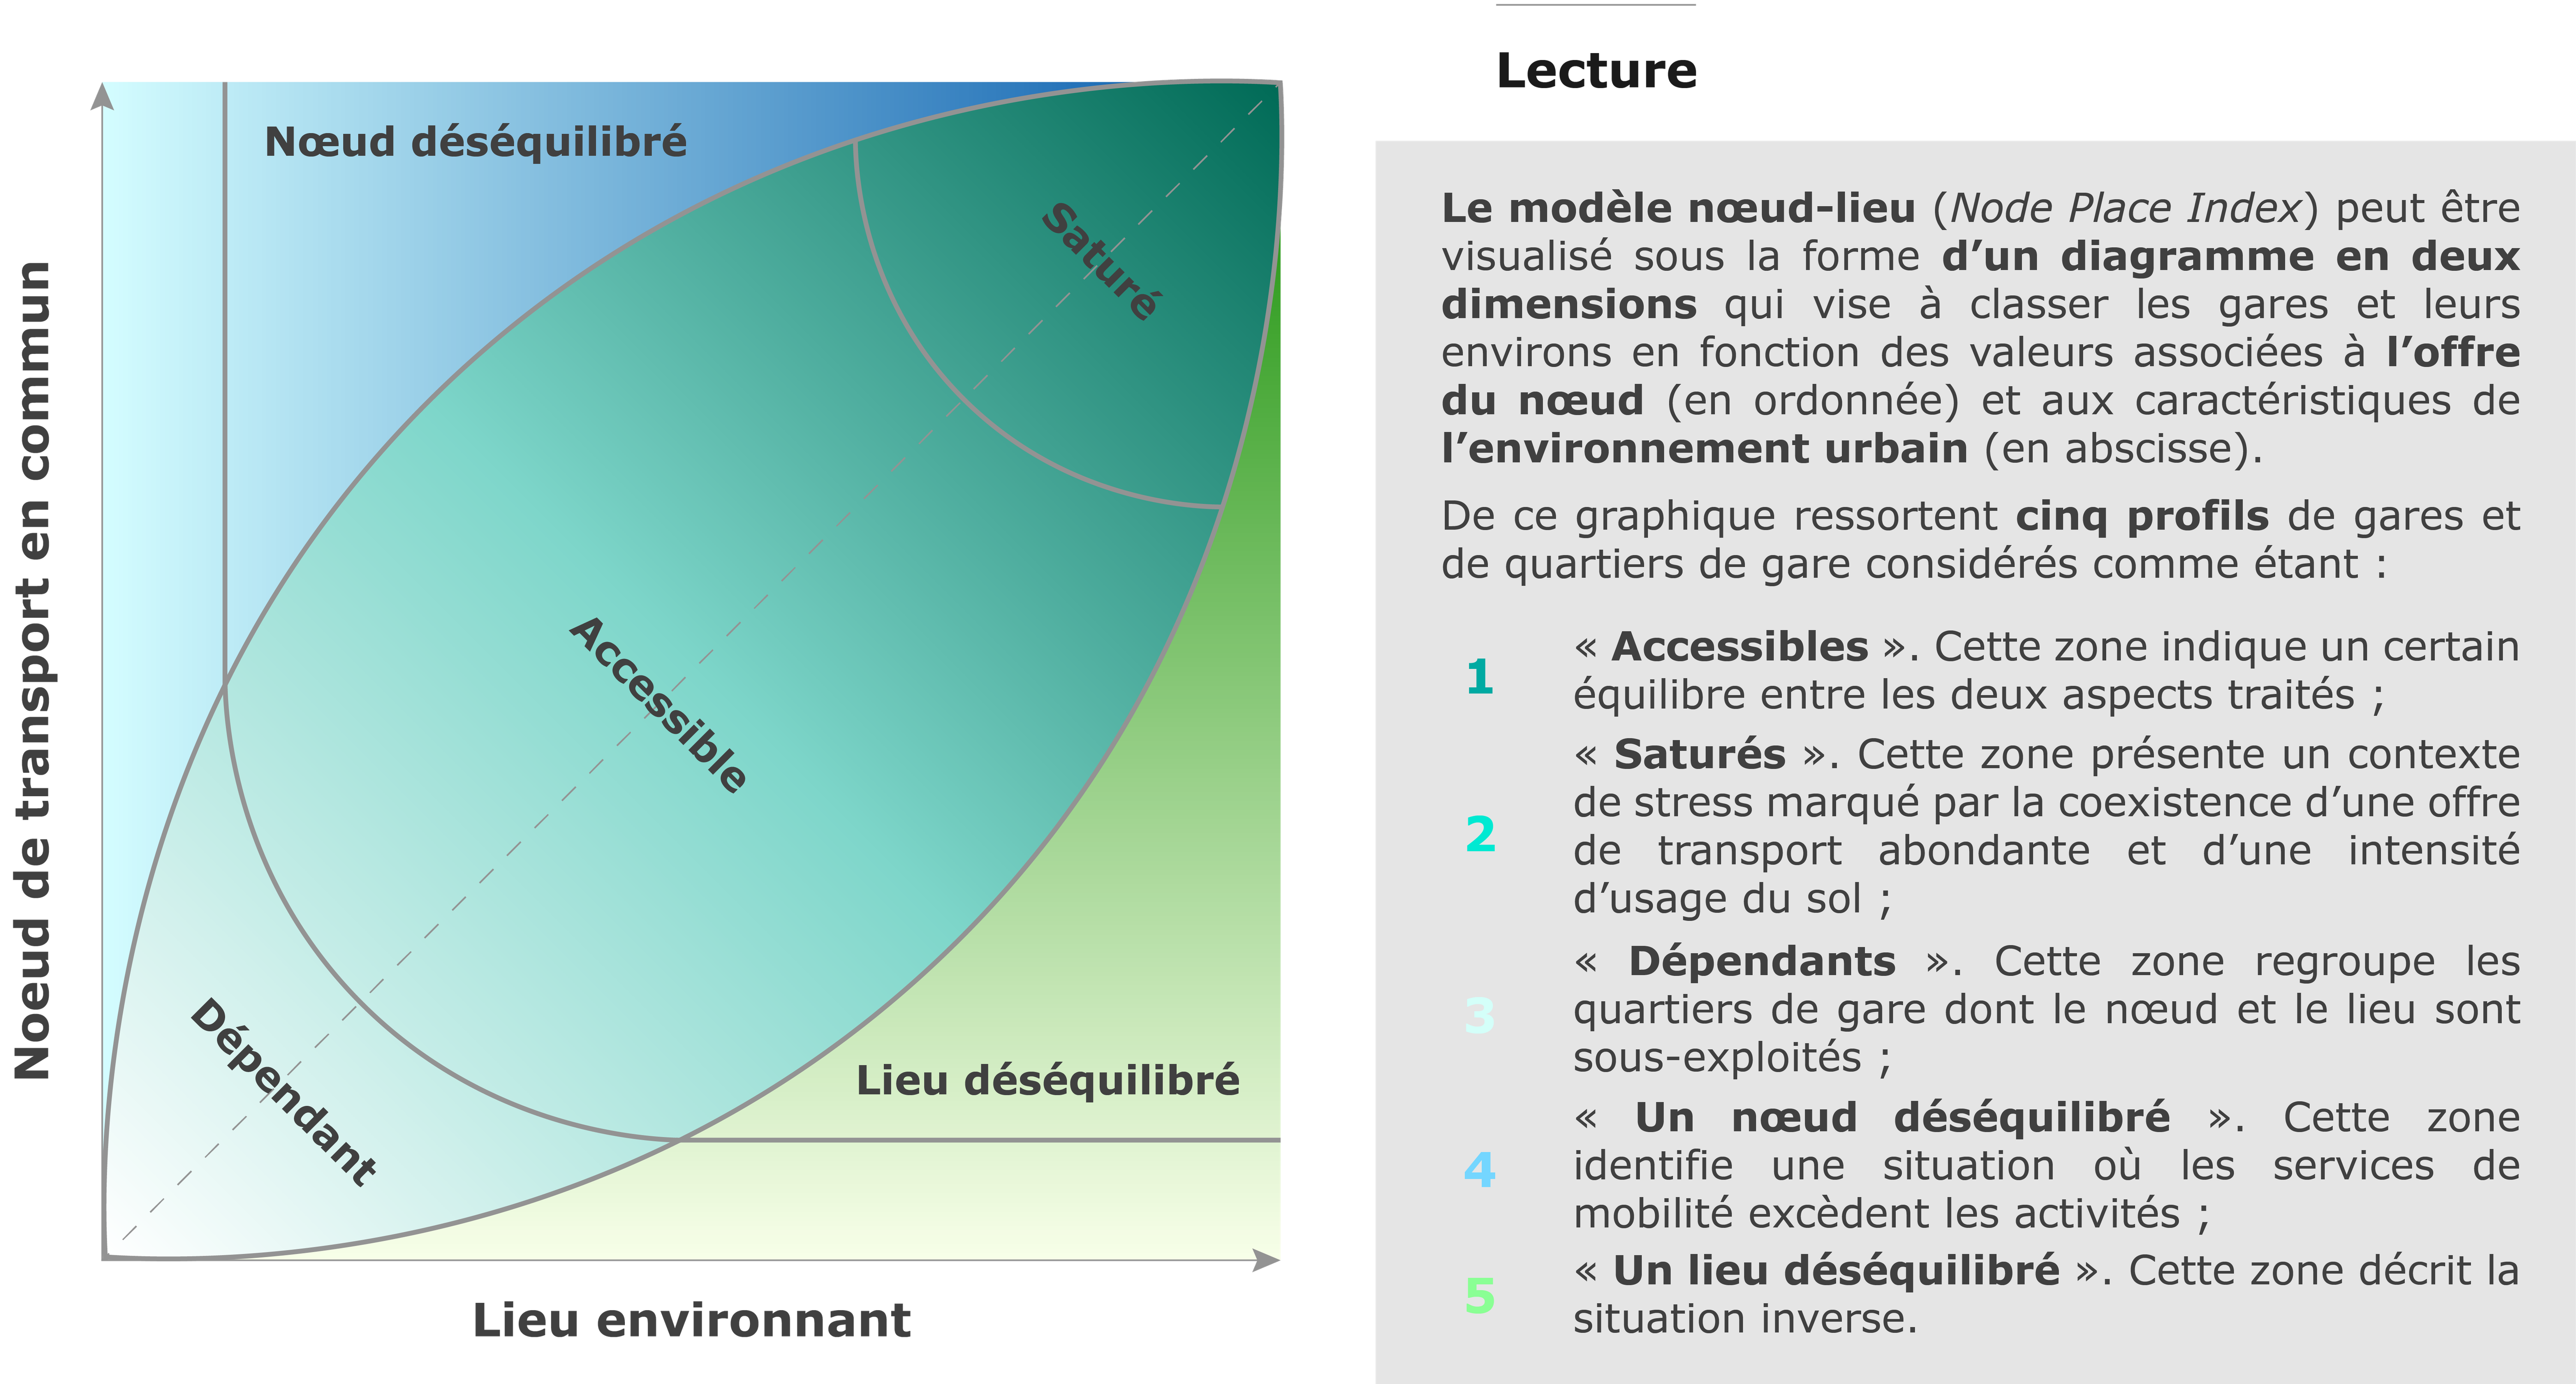 Noeud de transport en commun
Nœud déséquilibré
Saturé
Accessible
Dépendant
Lieu déséquilibré
Lieu environnant
Lecture
Le modèle nœud-lieu (Node Place Index) peut être
visualisé sous la forme d’un diagramme en deux
dimensions qui vise à classer les gares et leurs
environs en fonction des valeurs associées à l’offre
du nœud (en ordonnée) et aux caractéristiques de
l’environnement urbain (en abscisse).
De ce graphique ressortent cinq profils de gares et
de quartiers de gare considérés comme étant :
1
« Accessibles ». Cette zone indique un certain
équilibre entre les deux aspects traités ;
2
« Saturés ». Cette zone présente un contexte
de stress marqué par la coexistence d’une offre
de transport abondante et d’une intensité
d’usage du sol ;
3
« Dépendants ». Cette zone regroupe les
quartiers de gare dont le nœud et le lieu sont
sous-exploités ;
4
« Un nœud déséquilibré ». Cette zone
identifie une situation où les services de
mobilité excèdent les activités ;
5
« Un lieu déséquilibré ». Cette zone décrit la
situation inverse.